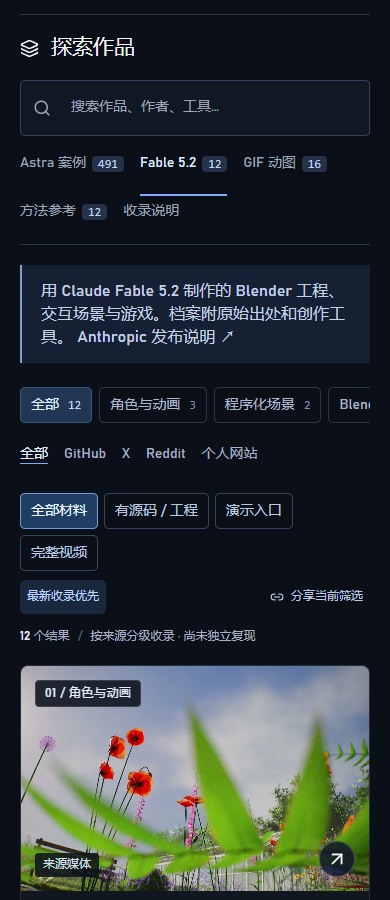 探索作品
搜索作品、作者、工具...
Astra 案例 491 Fable 5.2 12 GIF 动图 16
方法参考 12 收录说明
用 Claude Fable 5.2 制作的 Blender 工程、
交互场景与游戏。档案附原始出处和创作工
具。 Anthropic 发布说明 ↗
全部 12 角色与动画 3 程序化场景 2 Blen
全部 GitHub X Reddit 个人网站
全部材料 有源码 / 工程 演示入口
完整视频
最新收录优先 分享当前筛选
12 个结果 / 按来源分级收录 · 尚未独立复现
01 / 角色与动画
来源媒体